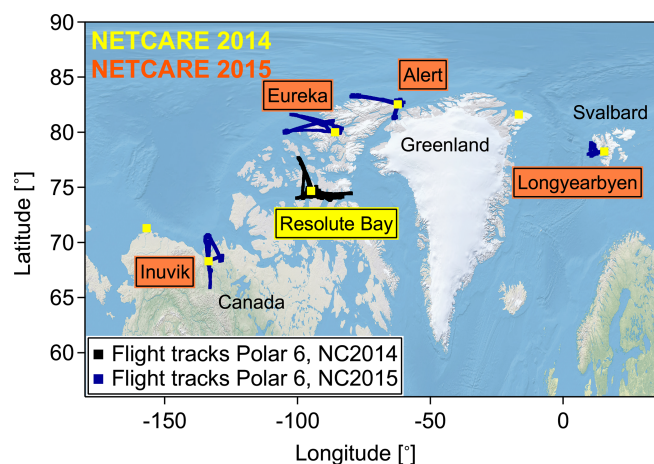 NETCARE 2014
NETCARE 2015
Alert
Eureka
Svalbard
Greenland
Longyearbyen
Resolute Bay
Inuvik
Canada
Flight tracks Polar 6, NC2014
Flight tracks Polar 6, NC2015
90
85
80
75
70
65
60
Latitude [°]
-150
-100
-50
0
Longitude [°]